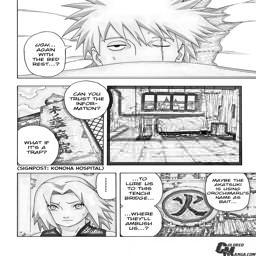 UGH...
AGAIN
WITH THE BED
REST...?
CAN YOU
TRUST THE
INFOR-
MATION?
WHAT IF
IT'S A
TRAP?
(SIGNPOST: KONOHA HOSPITAL)
...TO
LURE US TO
THIS TENCHI
BRIDGE...
...WHERE
THEY'LL
AMBUSH
US...?
火
MAYBE THE
AKATSUKI
IS USING
OROCHIMARU'S
NAME AS
BAIT...
COLORED
MANGA.COM